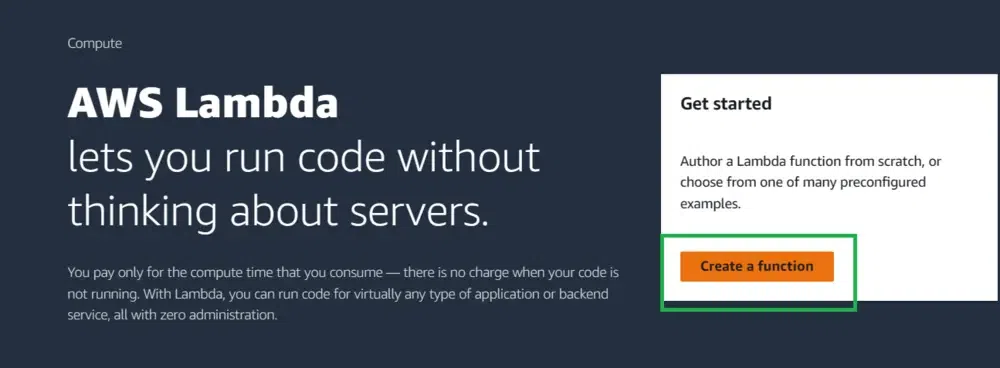 Compute
AWS Lambda
lets you run code without
thinking about servers.
You pay only for the compute time that you consume — there is no charge when your code is
not running. With Lambda, you can run code for virtually any type of application or backend
service, all with zero administration.
Get started
Author a Lambda function from scratch, or
choose from one of many preconfigured
examples.
Create a function